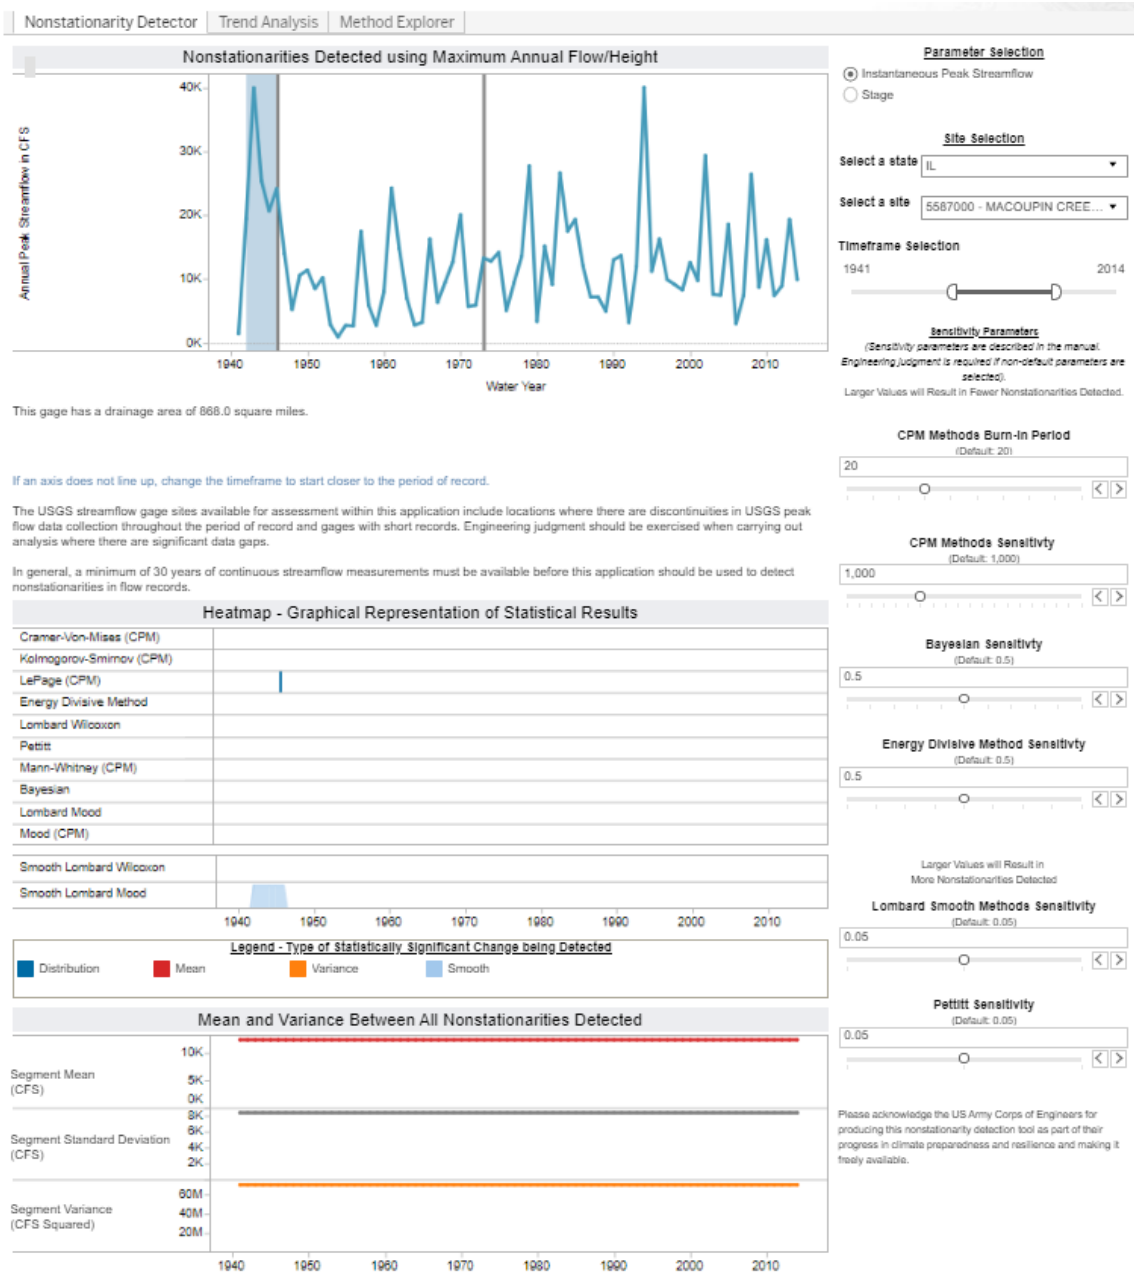 Nonstationarity Detector
Trend Analysis
Method Explorer
Nonstationarities Detected using Maximum Annual Flow/Height
Annual Peak Streamflow in CFS
40K
30K
20K
10K
0K
1940 1950 1960 1970 1980 1990 2000 2010
Water Year
This gage has a drainage area of 868.0 square miles.
If an axis does not line up, change the timeframe to start closer to the period of record.
The USGS streamflow gage sites available for assessment within this application include locations where there are discontinuities in USGS peak
flow data collection throughout the period of record and gages with short records. Engineering judgment should be exercised when carrying out
analysis where there are significant data gaps.
In general, a minimum of 30 years of continuous streamflow measurements must be available before this application should be used to detect
nonstationarities in flow records.
Heatmap - Graphical Representation of Statistical Results
Cramer-Von-Mises (CPM)
Kolmogorov-Smirnov (CPM)
LePage (CPM)
Energy Divisive Method
Lombard Wilcoxon
Pettitt
Mann-Whitney (CPM)
Bayesian
Lombard Mood
Mood (CPM)
Smooth Lombard Wilcoxon
Smooth Lombard Mood
1940 1950 1960 1970 1980 1990 2000 2010
Legend - Type of Statistically Significant Change being Detected
Distribution
Mean
Variance
Smooth
Mean and Variance Between All Nonstationarities Detected
Segment Mean
(CFS)
10K
5K
0K
Segment Standard Deviation
(CFS)
8K
6K
4K
2K
Segment Variance
(CFS Squared)
60M
40M
20M
1940 1950 1960 1970 1980 1990 2000 2010
Parameter Selection
Instantaneous Peak Streamflow
Stage
Site Selection
Select a state
IL
Select a site
5587000 - MACOUPIN CREE...
Timeframe Selection
1941 2014
Sensitivity Parameters
(Sensitivity parameters are described in the manual.
Engineering judgment is required if non-default parameters are
selected).
Larger Values will Result in Fewer Nonstationarities Detected.
CPM Methods Burn-In Period
(Default: 20)
20
CPM Methods Sensitivty
(Default: 1,000)
1,000
Bayesian Sensitivty
(Default: 0.5)
0.5
Energy Divisive Method Sensitivty
(Default: 0.5)
0.5
Larger Values will Result in
More Nonstationarities Detected
Lombard Smooth Methods Sensitivity
(Default: 0.05)
0.05
Pettitt Sensitivity
(Default: 0.05)
0.05
Please acknowledge the US Army Corps of Engineers for
producing this nonstationarity detection tool as part of their
progress in climate preparedness and resilience and making it
freely available.